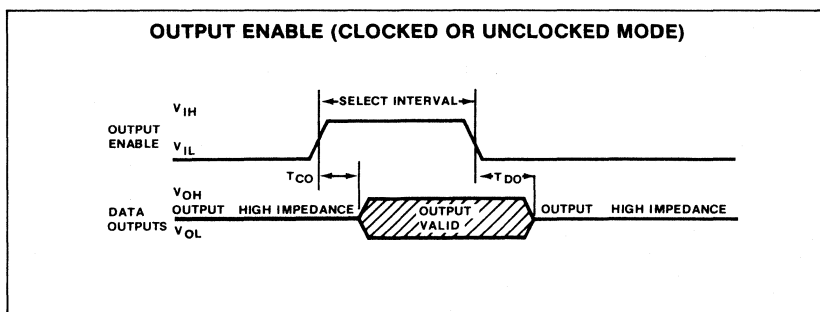 OUTPUT ENABLE (CLOCKED OR UNCLOCKED MODE)
VIH
SELECT INTERVAL
OUTPUT
ENABLE
VIL
TCO
TDO
VOH
DATA
OUTPUTS
OUTPUT HIGH IMPEDANCE
OUTPUT
VALID
OUTPUT HIGH IMPEDANCE
VOL